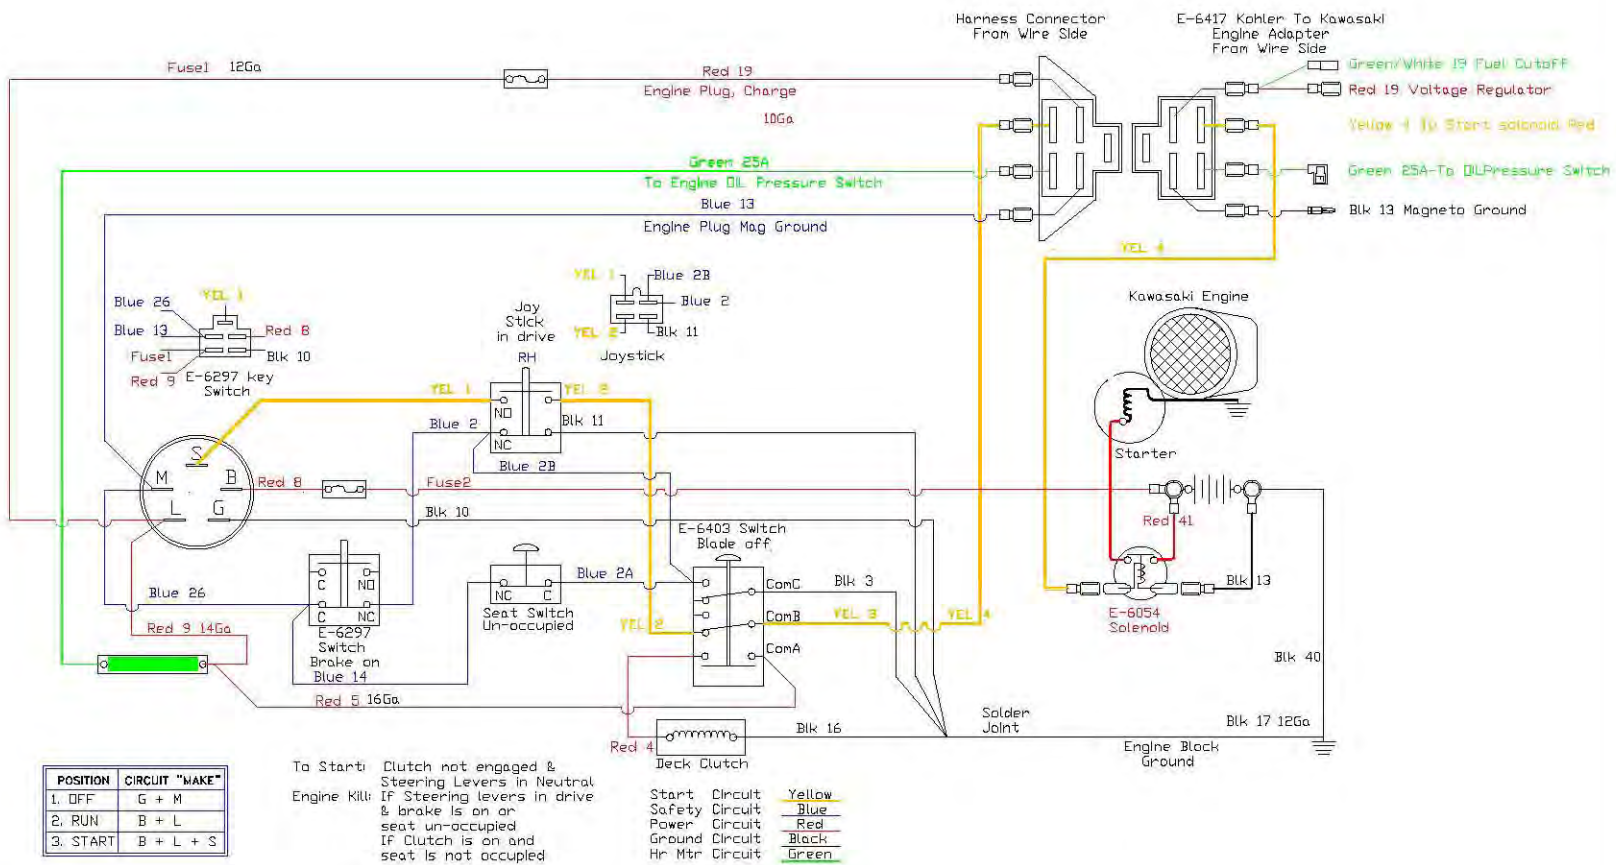 Harness Connector
From Wire Side
E-6417 Kohler To Kawasaki
Engine Adapter
From Wire Side
Fuse1 12Ga
Red 19
Engine Plug, Charge
10Ga
Green/White 19 Fuel Cutoff
Red 19 Voltage Regulator
Yellow 4 To Start solonoid Red
Green 25A
To Engine OIL Pressure Switch
Green 25A-To OILPressure Switch
Blue 13
Engine Plug Mag Ground
Blk 13 Magneto Ground
YEL 4
YEL 1
Blue 2B
Blue 2
YEL 2
Blk 11
Joystick
Kawasaki Engine
Blue 26
YEL 1
Blue 13
Red 8
Fuse1
Blk 10
Red 9
E-6297 key
Switch
Joy
Stick
in drive
RH
YEL 1
YEL 2
NO
Blue 2
Blk 11
NC
Blue 2B
Starter
S
M
B
L
G
Red 8
Fuse2
Blk 10
Red 41
E-6403 Switch
Blade off
C
NO
C
NC
E-6297
Switch
Brake on
Blue 26
Blue 2A
NC
C
Seat Switch
Un-occupied
ComC
ComB
ComA
Blk 3
YEL 2
YEL 3
YEL 4
Blk 13
E-6054
Solenoid
Red 9 14Ga
Blue 14
Red 5 16Ga
Blk 40
Red 4
Deck Clutch
Blk 16
Solder
Joint
Blk 17 12Ga
Engine Block
Ground
POSITION CIRCUIT "MAKE"
1. OFF G + M
2. RUN B + L
3. START B + L + S
To Start: Clutch not engaged &
Steering Levers in Neutral
Engine Kill: If Steering levers in drive
& brake is on or
seat un-occupied
If Clutch is on and
seat is not occupied
Start Circuit Yellow
Safety Circuit Blue
Power Circuit Red
Ground Circuit Black
Hr Mtr Circuit Green